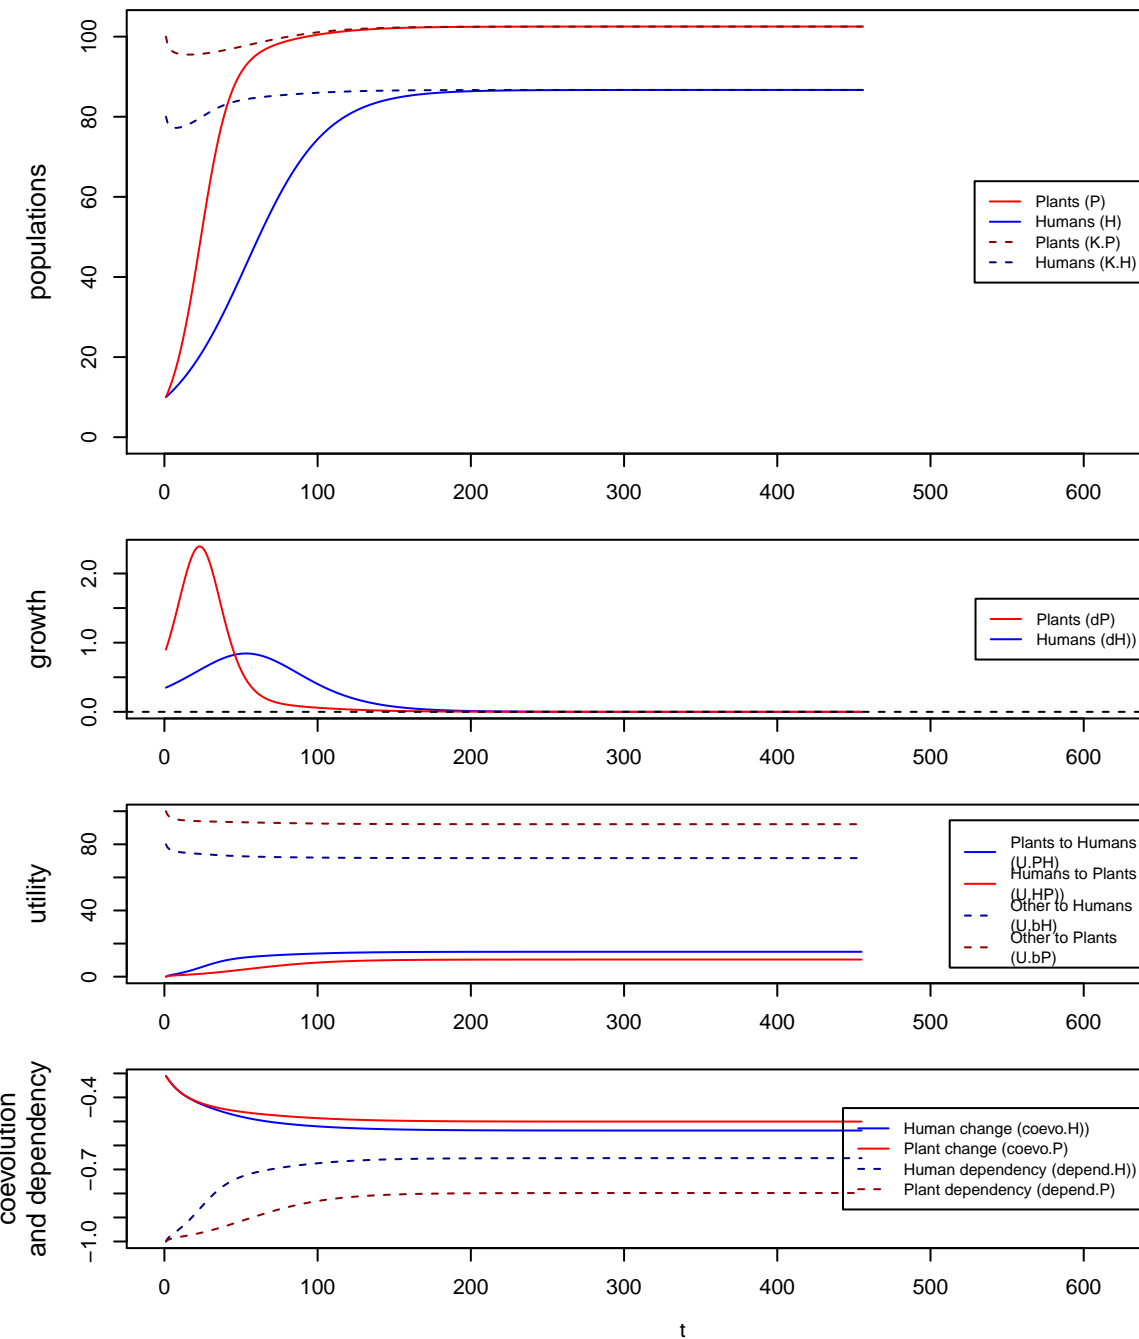 populations
0
20
40
60
80
100
Plants (P)
Humans (H)
Plants (K.P)
Humans (K.H)
0 100 200 300 400 500 600
growth
0.0
1.0
2.0
Plants (dP)
Humans (dH))
0 100 200 300 400 500 600
utility
0
40
80
Plants to Humans
(U.PH)
Humans to Plants
(U.HP))
Other to Humans
(U.bH)
Other to Plants
(U.bP)
0 100 200 300 400 500 600
coevolution
and dependency
−1.0
−0.7
−0.4
Human change (coevo.H))
Plant change (coevo.P)
Human dependency (depend.H))
Plant dependency (depend.P)
0 100 200 300 400 500 600
t